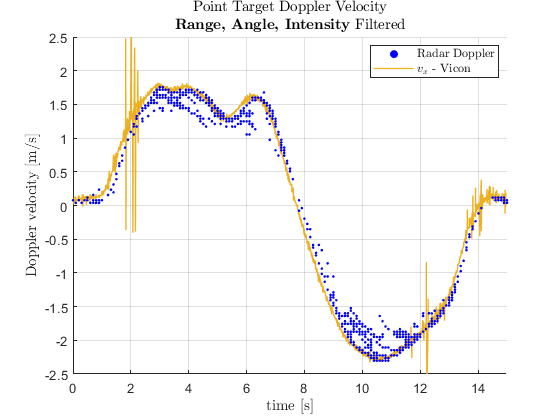 Point Target Doppler Velocity
Range, Angle, Intensity Filtered
Radar Doppler
vₓ - Vicon
Doppler velocity [m/s]
2.5
2
1.5
1
0.5
0
-0.5
-1
-1.5
-2
-2.5
0 2 4 6 8 10 12 14
time [s]